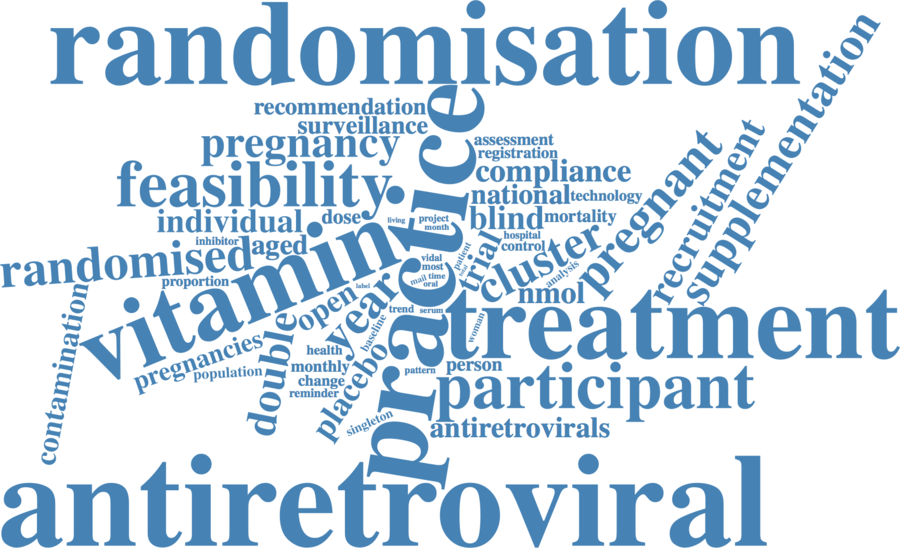 randomisation
supplementation
recommendation
surveillance
practice
pregnancy
assessment
registration
compliance
pregnant
recruitment
feasibility
national
technology
individual
dose
living
project
month
blind
mortality
inhibitor
aged
hospital
control
randomised
proportion
vitamin
vidal
most
mail
time
oral
patient
trial
cluster
analysis
nmol
label
contamination
open
year
trend
serum
baseline
woman
treatment
pregnancies
population
double
health
monthly
change
reminder
placebo
pattern
person
participant
singleton
antiretrovirals
antiretroviral